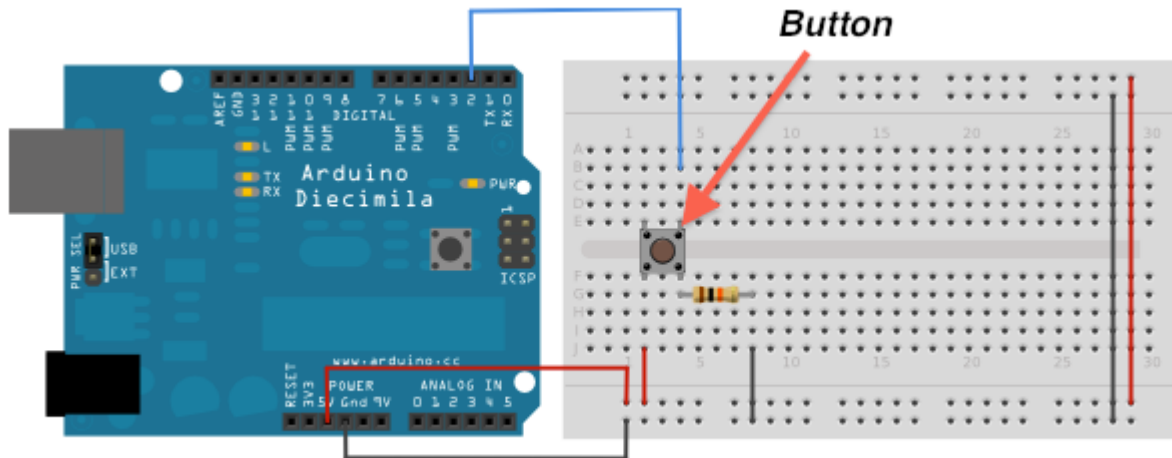 Button
AREF
GND
13
12
11
10
9
8
7
6
5
4
3
2
1
0
PWM
PWM
PWM
DIGITAL
PWM
PWM
PWM
TX
RX
L
TX
RX
Arduino
Diecimila
PWR
1
ICSP
PWR SEL
USB
EXT
www.arduino.cc
POWER
ANALOG IN
RESET
3V3
5V Gnd 9V
0 1 2 3 4 5
1 5 10 15 20 25 30
A
B
C
D
E
F
G
H
I
J
1 5 10 15 20 25 30